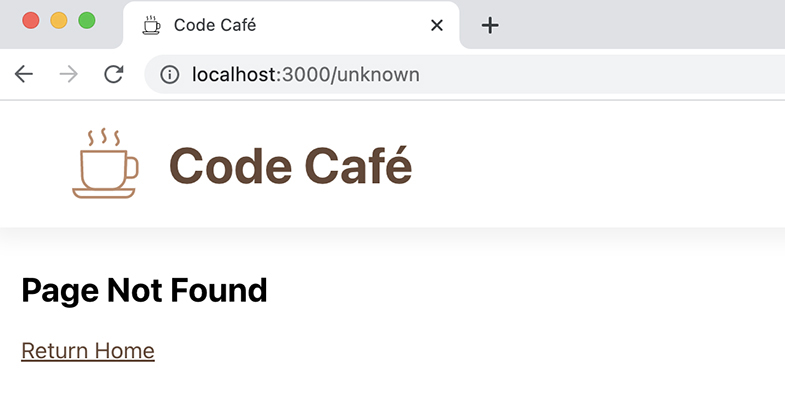 Code Café
localhost:3000/unknown
Code Café
Page Not Found
Return Home